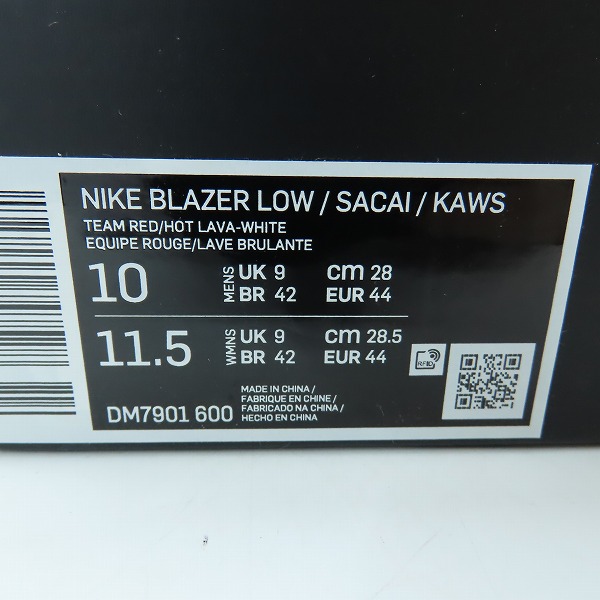 NIKE BLAZER LOW / SACAI / KAWS
TEAM RED/HOT LAVA-WHITE
EQUIPE ROUGE/LAVE BRULANTE
10 MENS UK 9 cm 28
BR 42 EUR 44
11.5 WMNS UK 9 cm 28.5
BR 42 EUR 44
RFID
DM7901 600
MADE IN CHINA /
FABRIQUE EN CHINE /
FABRICADO NA CHINA /
HECHO EN CHINA